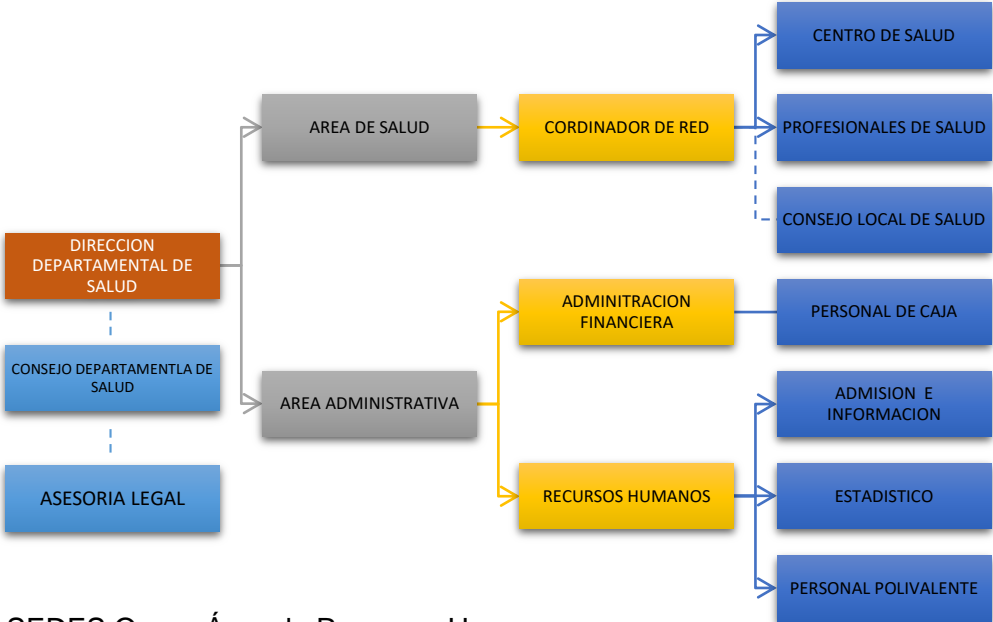 CENTRO DE SALUD
AREA DE SALUD
CORDINADOR DE RED
PROFESIONALES DE SALUD
CONSEJO LOCAL DE SALUD
DIRECCION
DEPARTAMENTAL DE
SALUD
ADMINITRACION
FINANCIERA
PERSONAL DE CAJA
CONSEJO DEPARTAMENTLA DE
SALUD
AREA ADMINISTRATIVA
ADMISION E
INFORMACION
ASESORIA LEGAL
RECURSOS HUMANOS
ESTADISTICO
PERSONAL POLIVALENTE
SEDES